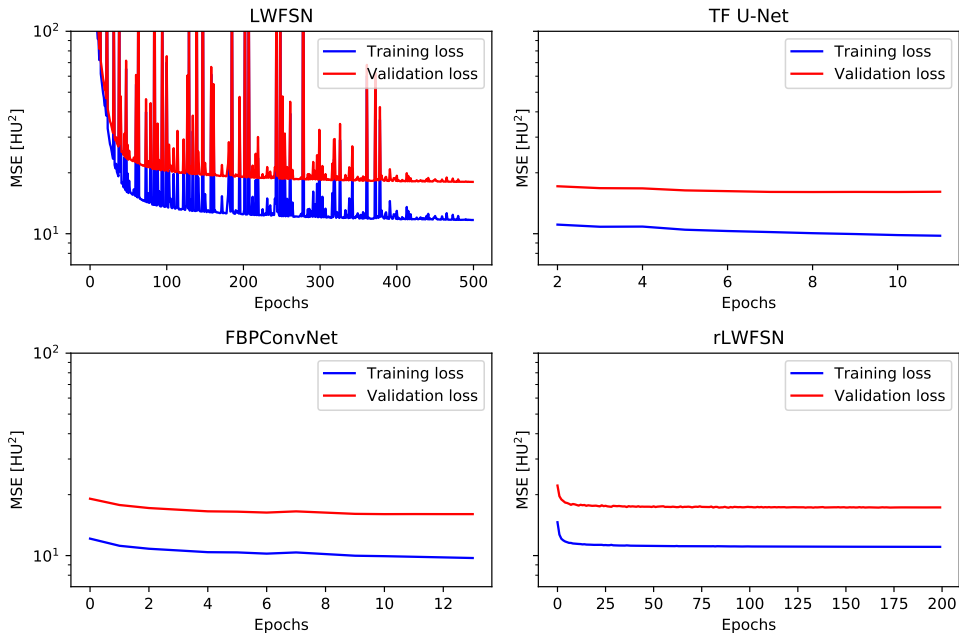 LWFSN
10²
10¹
MSE [HU²]
Training loss
Validation loss
0 100 200 300 400 500
Epochs
TF U-Net
MSE [HU²]
Training loss
Validation loss
2 4 6 8 10
Epochs
FBPConvNet
10²
10¹
MSE [HU²]
Training loss
Validation loss
0 2 4 6 8 10 12
Epochs
rLWFSN
MSE [HU²]
Training loss
Validation loss
0 25 50 75 100 125 150 175 200
Epochs